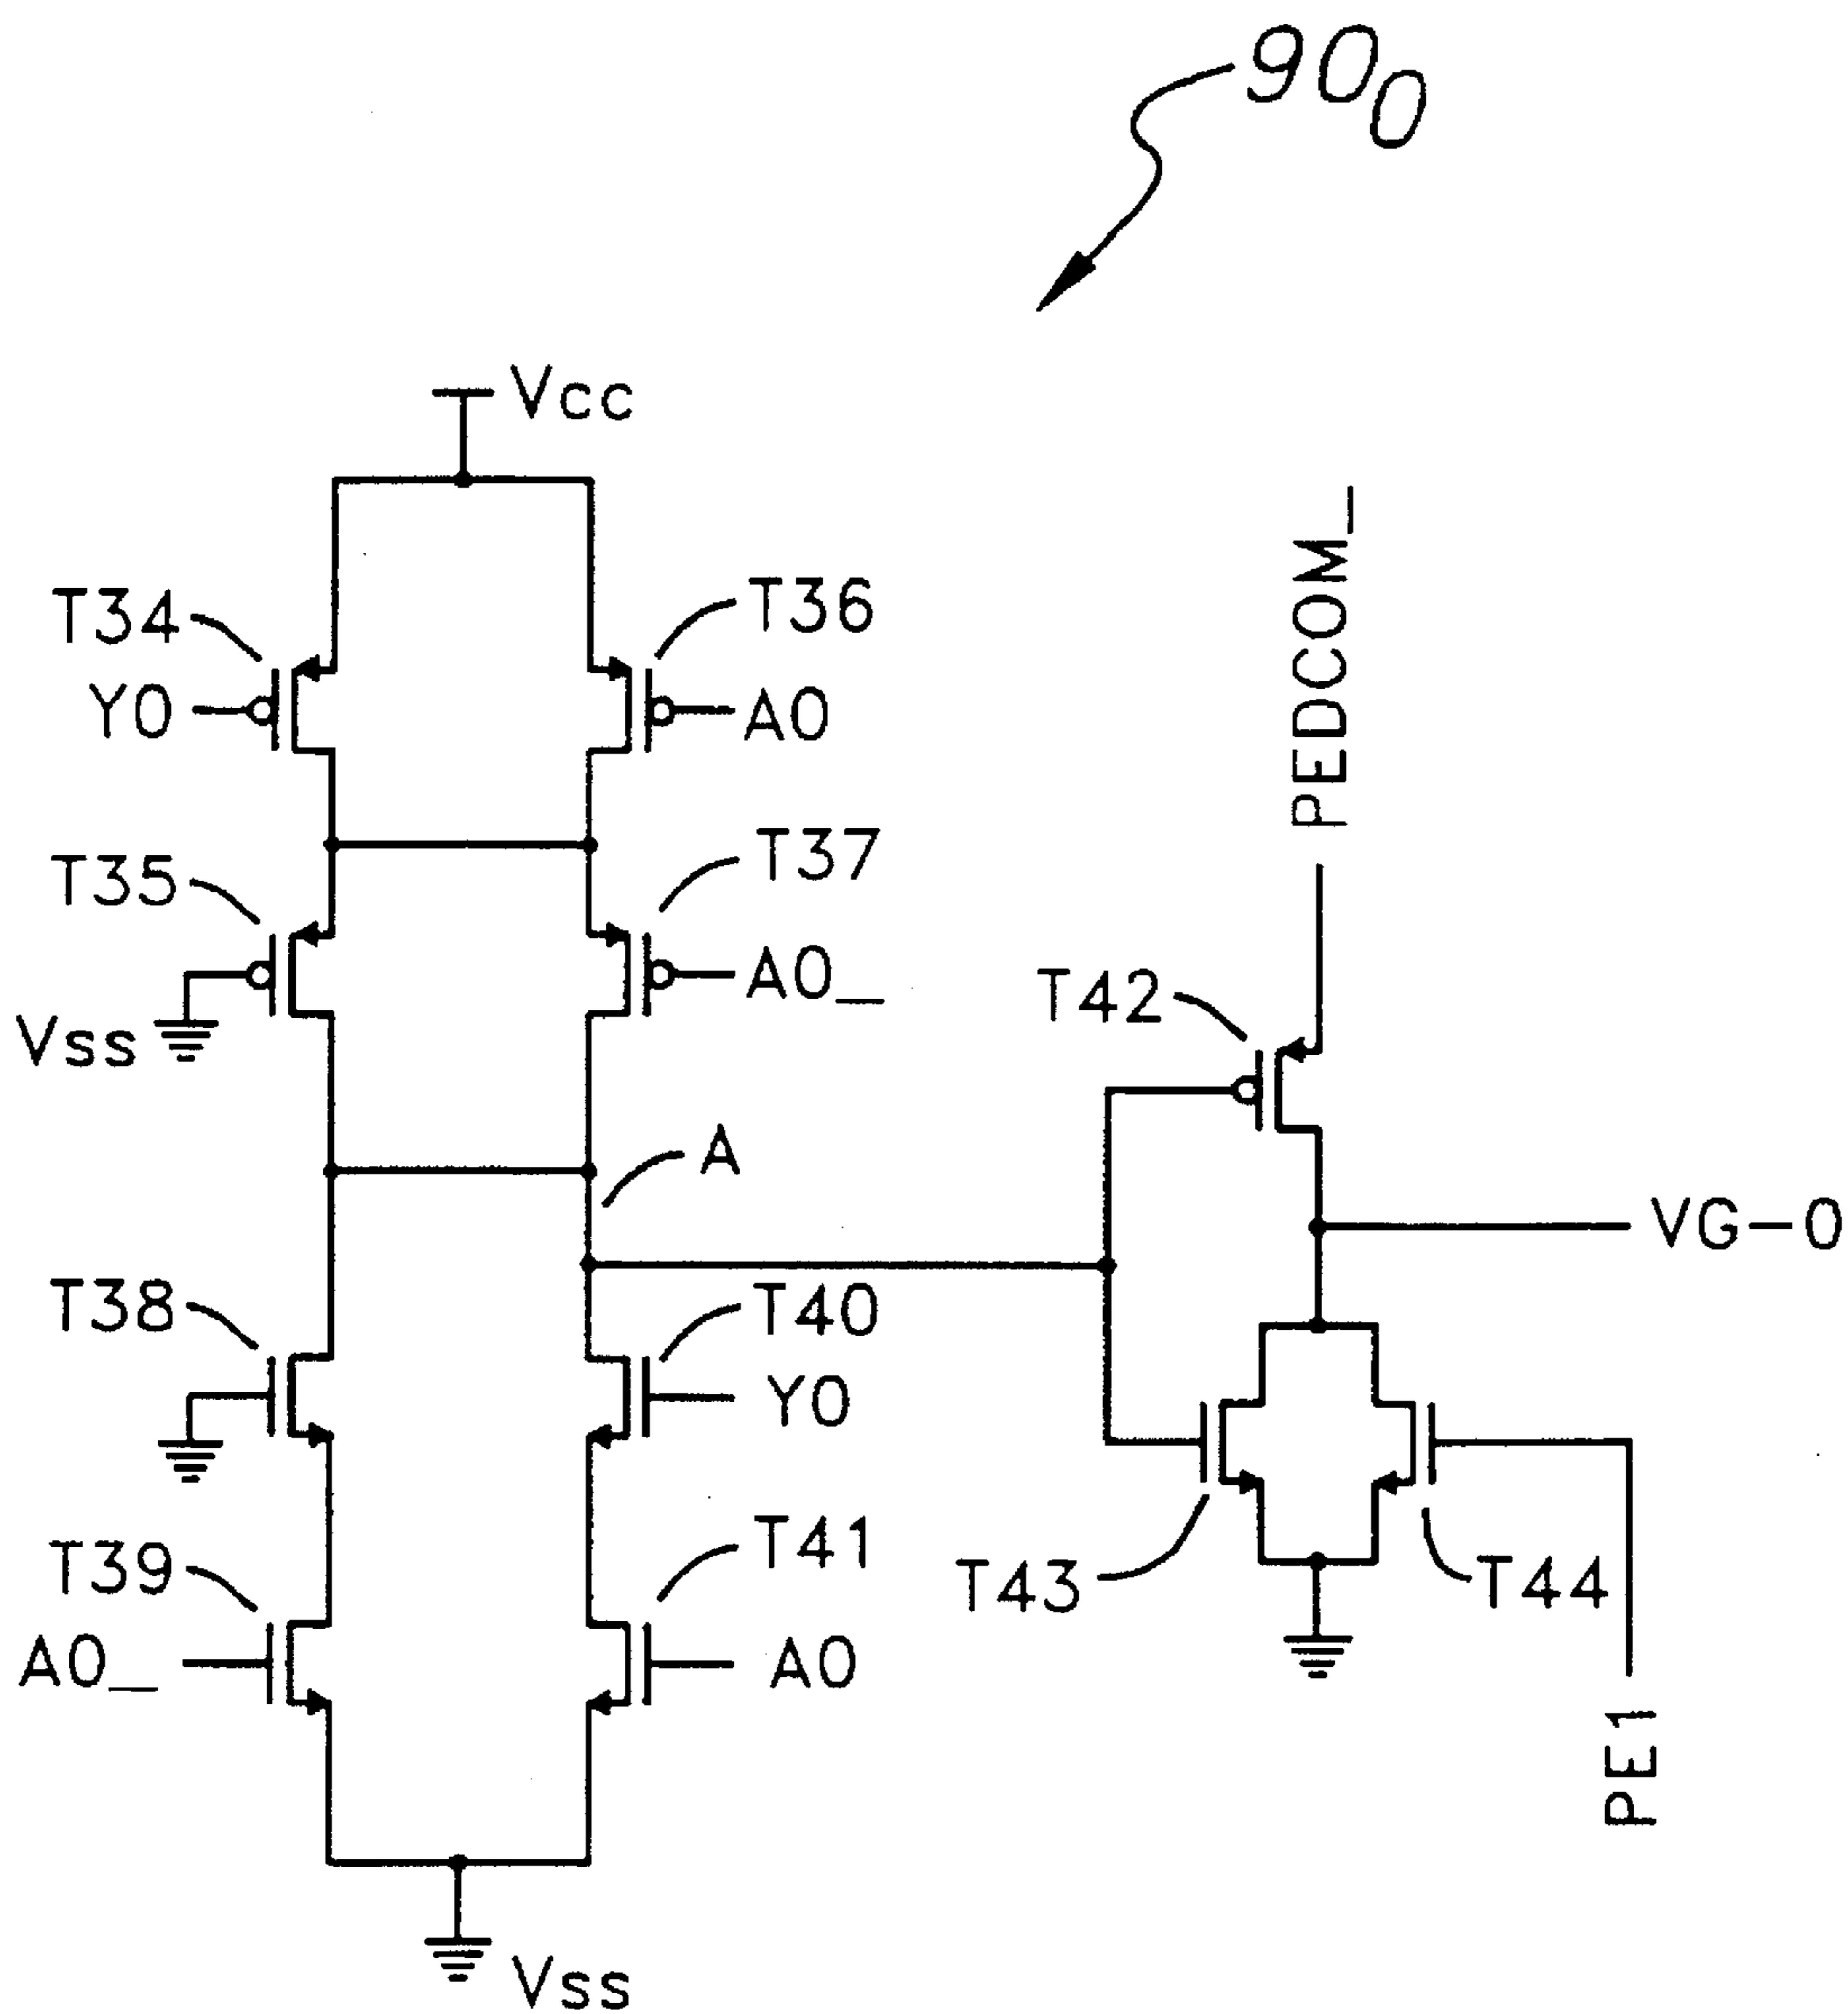 90₀
Vcc
PEDCOM_
T34
T36
Y0
A0
T35
T37
A0_
Vss
T42
A
VG-0
T38
T40
Y0
T39
T41
T43
T44
A0_
A0
PE1
Vss